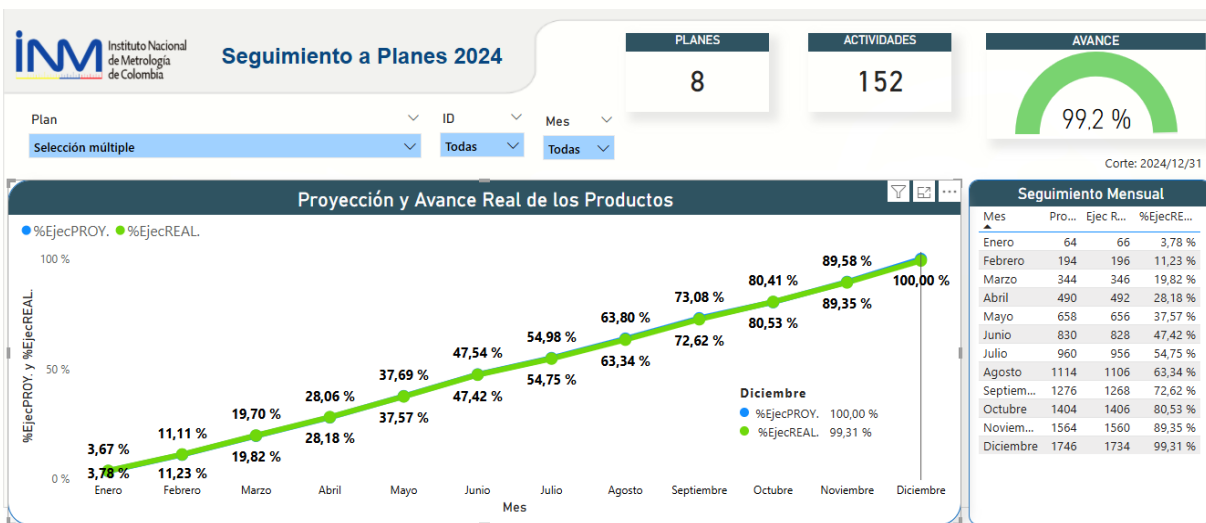 INM Instituto Nacional
de Metrología
de Colombia
Seguimiento a Planes 2024
PLANES
8
ACTIVIDADES
152
AVANCE
99,2 %
Corte: 2024/12/31
Plan
Selección múltiple
ID
Todas
Mes
Todas
Proyección y Avance Real de los Productos
%EjecPROY. %EjecREAL.
%EjecPROY. y %EjecREAL.
100 %
50 %
0 %
3,67 % 11,11 % 19,70 % 28,06 % 37,69 % 47,54 % 54,98 % 63,80 % 73,08 % 80,41 % 89,58 % 100,00 %
3,78 % 11,23 % 19,82 % 28,18 % 37,57 % 47,42 % 54,75 % 63,34 % 72,62 % 80,53 % 89,35 %
Diciembre
%EjecPROY. 100,00 %
%EjecREAL. 99,31 %
Enero Febrero Marzo Abril Mayo Junio Julio Agosto Septiembre Octubre Noviembre Diciembre
Mes
Seguimiento Mensual
Mes Pro... Ejec R... %EjecRE...
Enero 64 66 3,78 %
Febrero 194 196 11,23 %
Marzo 344 346 19,82 %
Abril 490 492 28,18 %
Mayo 658 656 37,57 %
Junio 830 828 47,42 %
Julio 960 956 54,75 %
Agosto 1114 1106 63,34 %
Septiem... 1276 1268 72,62 %
Octubre 1404 1406 80,53 %
Noviem... 1564 1560 89,35 %
Diciembre 1746 1734 99,31 %